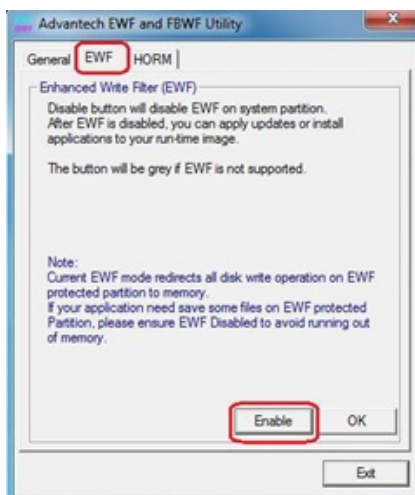 Advantech EWF and FBWF Utility
General EWF HORM
Enhanced Write Filter (EWF)
Disable button will disable EWF on system partition.
After EWF is disabled, you can apply updates or install
applications to your run-time image.
The button will be grey if EWF is not supported.
Note:
Current EWF mode redirects all disk write operation on EWF
protected partition to memory.
If your application need save some files on EWF protected
Partition, please ensure EWF Disabled to avoid running out
of memory.
Enable OK
Exit